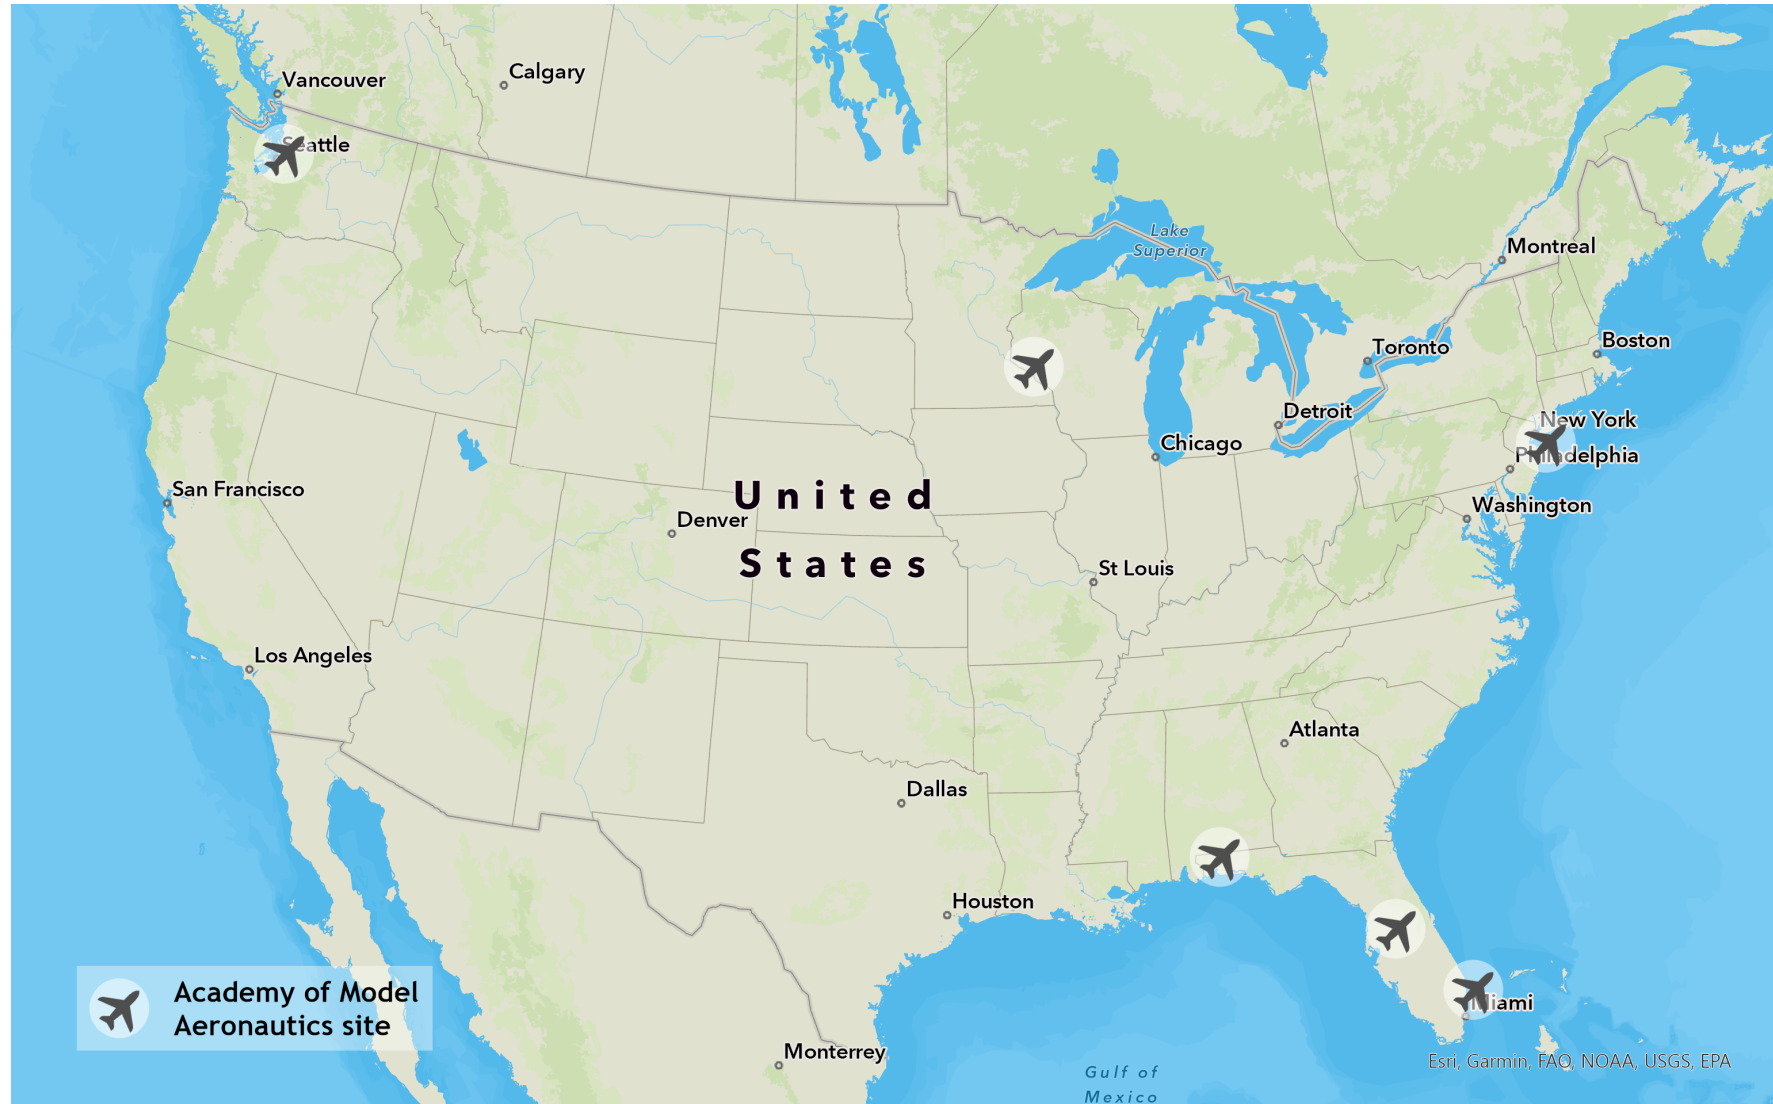 Calgary
Vancouver
Seattle
Lake
Superior
Montreal
Boston
Toronto
Detroit
New York
Chicago
Philadelphia
San Francisco
United
Washington
Denver
States
St Louis
Los Angeles
Atlanta
Dallas
Houston
Academy of Model
Aeronautics site
Miami
Monterrey
Esri, Garmin, FAO, NOAA, USGS, EPA
Gulf of
Mexico